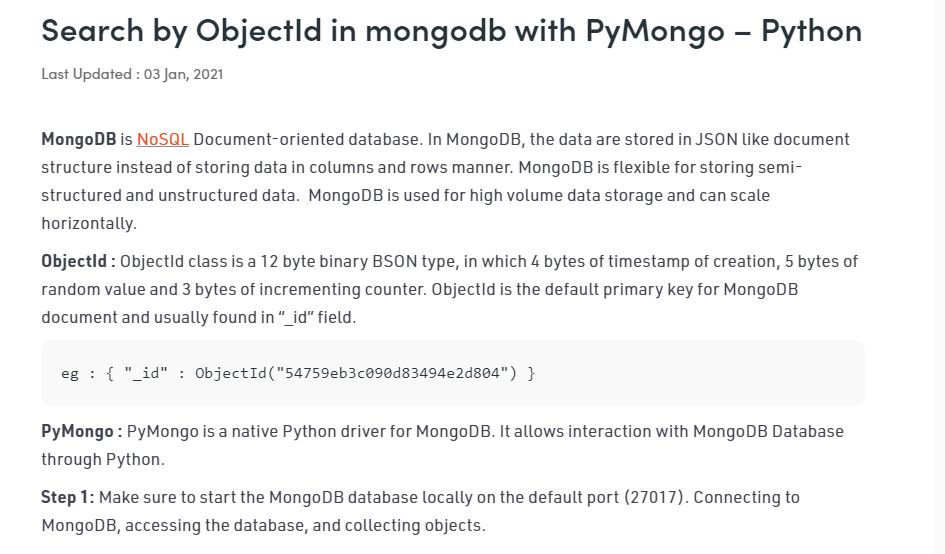 Search by ObjectId in mongodb with PyMongo – Python
Last Updated : 03 Jan, 2021
MongoDB is NoSQL Document-oriented database. In MongoDB, the data are stored in JSON like document
structure instead of storing data in columns and rows manner. MongoDB is flexible for storing semi-
structured and unstructured data.  MongoDB is used for high volume data storage and can scale
horizontally.
ObjectId : ObjectId class is a 12 byte binary BSON type, in which 4 bytes of timestamp of creation, 5 bytes of
random value and 3 bytes of incrementing counter. ObjectId is the default primary key for MongoDB
document and usually found in “_id” field.
eg : { "_id" : ObjectId("54759eb3c090d83494e2d804") }
PyMongo : PyMongo is a native Python driver for MongoDB. It allows interaction with MongoDB Database
through Python.
Step 1: Make sure to start the MongoDB database locally on the default port (27017). Connecting to
MongoDB, accessing the database, and collecting objects.